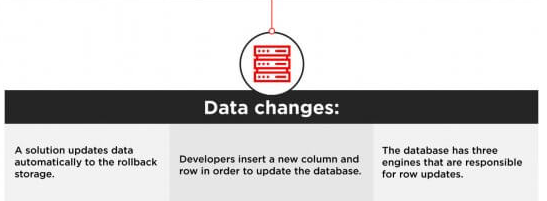 Data changes:
A solution updates data
automatically to the rollback
storage.
Developers insert a new column and
row in order to update the database.
The database has three
engines that are responsible
for row updates.